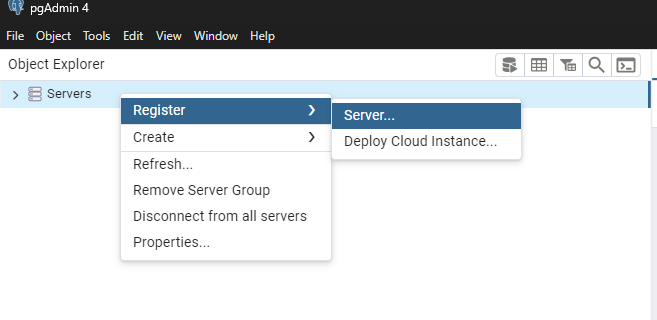 pgAdmin 4
File Object Tools Edit View Window Help
Object Explorer
Servers
Register
Server...
Create
Deploy Cloud Instance...
Refresh...
Remove Server Group
Disconnect from all servers
Properties...